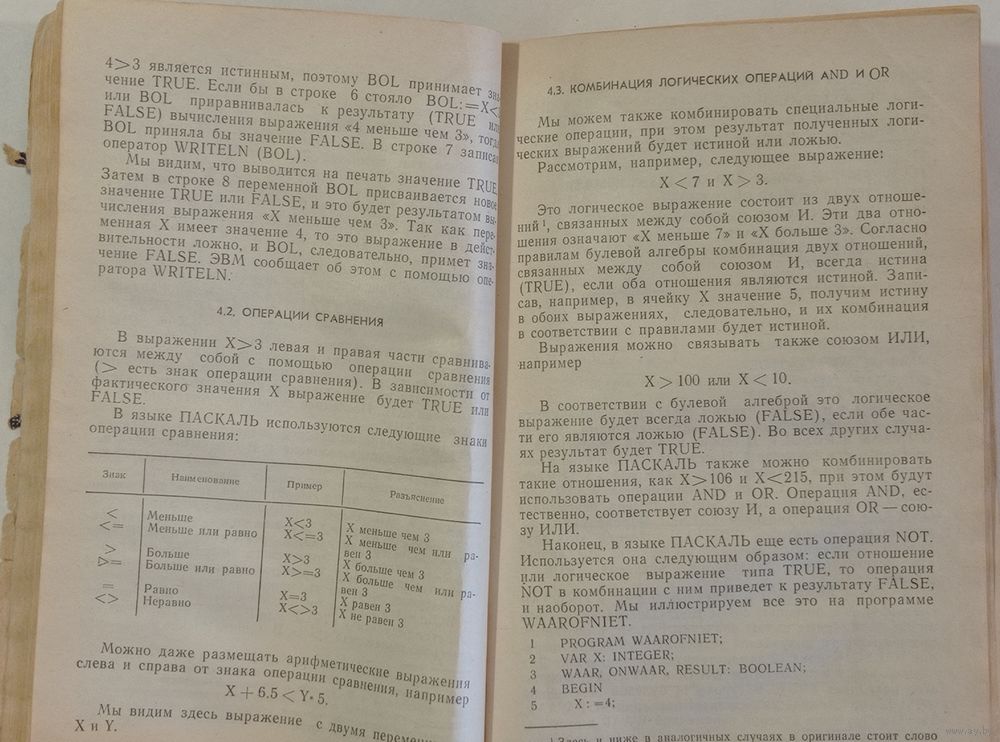 4>3 является истинным, поэтому BOL принимает зна-
чение TRUE. Если бы в строке 6 стояло BOL:=X<
или BOL приравнивалась к результату (TRUE или
FALSE) вычисления выражения «4 меньше чем 3», тогда
BOL приняла бы значение FALSE. В строке 7 записан
оператор WRITELN (BOL).
Мы видим, что выводится на печать значение TRUE.
Затем в строке 8 переменной BOL присваивается новое
значение TRUE или FALSE, и это будет результатом вы-
числения выражения «X меньше чем 3». Так как пере-
менная X имеет значение 4, то это выражение в дейст-
вительности ложно, и BOL, следовательно, примет зна-
чение FALSE. ЭВМ сообщает об этом с помощью опе-
ратора WRITELN.
4.2. ОПЕРАЦИИ СРАВНЕНИЯ
В выражении X>3 левая и правая части сравнива-
ются между собой с помощью операции сравнения
(> есть знак операции сравнения). В зависимости от
фактического значения X выражение будет TRUE или
FALSE.
В языке ПАСКАЛЬ используются следующие знаки
операции сравнения:
Знак Наименование Пример Разъяснение
< Меньше X<3 X меньше чем 3
<= Меньше или равно X<=3 X меньше чем или ра-
вен 3
> Больше X>3 X больше чем 3
>= Больше или равно X>=3 X больше чем или ра-
вен 3
= Равно X=3 X равен 3
<> Неравно X<>3 X не равен 3
Можно даже размещать арифметические выражения
слева и справа от знака операции сравнения, например
X + 6.5 < Y * 5.
Мы видим здесь выражение с двумя
X и Y.
4.3. КОМБИНАЦИЯ ЛОГИЧЕСКИХ ОПЕРАЦИЙ AND И OR
Мы можем также комбинировать специальные логи-
ческие операции, при этом результат полученных логи-
ческих выражений будет истиной или ложью.
Рассмотрим, например, следующее выражение:
X < 7 и X > 3.
Это логическое выражение состоит из двух отноше-
ний¹, связанных между собой союзом И. Эти два отно-
шения означают «X меньше 7» и «X больше 3». Согласно
правилам булевой алгебры комбинация двух отношений,
связанных между собой союзом И, всегда истина
(TRUE), если оба отношения являются истиной. Запи-
сав, например, в ячейку X значение 5, получим истину
в обоих выражениях, следовательно, и их комбинация
в соответствии с правилами будет истиной.
Выражения можно связывать также союзом ИЛИ,
например
X > 100 или X < 10.
В соответствии с булевой алгеброй это логическое
выражение будет всегда ложью (FALSE), если обе час-
ти его являются ложью (FALSE). Во всех других случа-
ях результат будет TRUE.
На языке ПАСКАЛЬ также можно комбинировать
такие отношения, как X>106 и X<215, при этом будут
использовать операции AND и OR. Операция AND, ес-
тественно, соответствует союзу И, а операция OR — сою-
зу ИЛИ.
Наконец, в языке ПАСКАЛЬ еще есть операция NOT.
Используется она следующим образом: если отношение
или логическое выражение типа TRUE, то операция
NOT в комбинации с ним приведет к результату FALSE,
и наоборот. Мы иллюстрируем все это на программе
WAAROFNIET.
1 PROGRAM WAAROFNIET;
2 VAR X: INTEGER;
3 WAAR, ONWAAR, RESULT: BOOLEAN;
4 BEGIN
5 X : =4;
¹ Здесь и ниже в аналогичных случаях в оригинале стоит слово